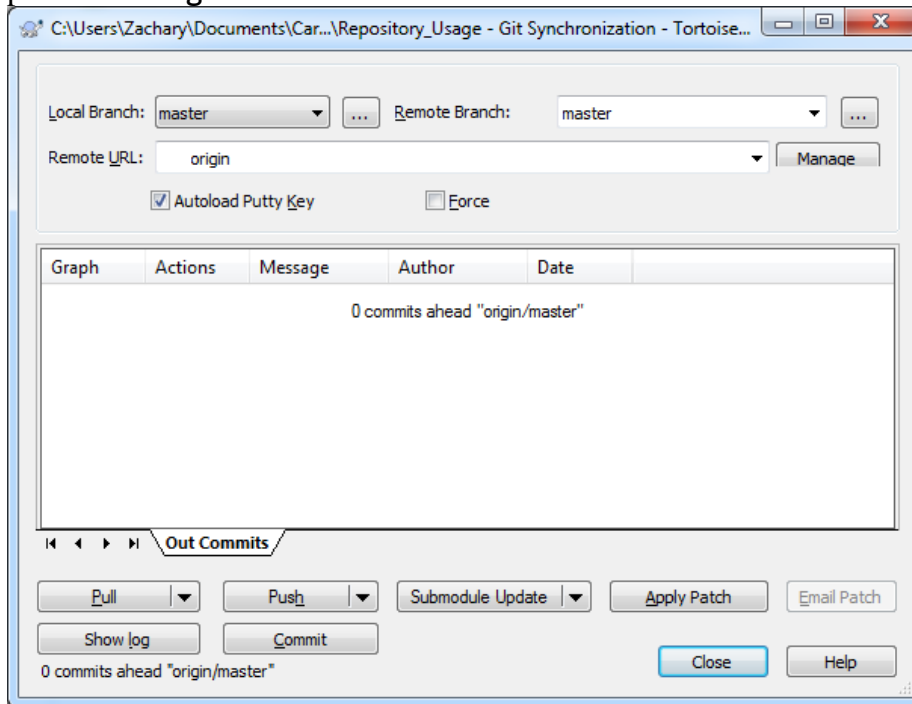 C:\Users\Zachary\Documents\Car...\Repository_Usage - Git Synchronization - Tortoise...
Local Branch: master ... Remote Branch: master ...
Remote URL: origin Manage
Autoload Putty Key Force
Graph Actions Message Author Date
0 commits ahead "origin/master"
Out Commits
Pull Push Submodule Update Apply Patch Email Patch
Show log Commit
0 commits ahead "origin/master"
Close Help